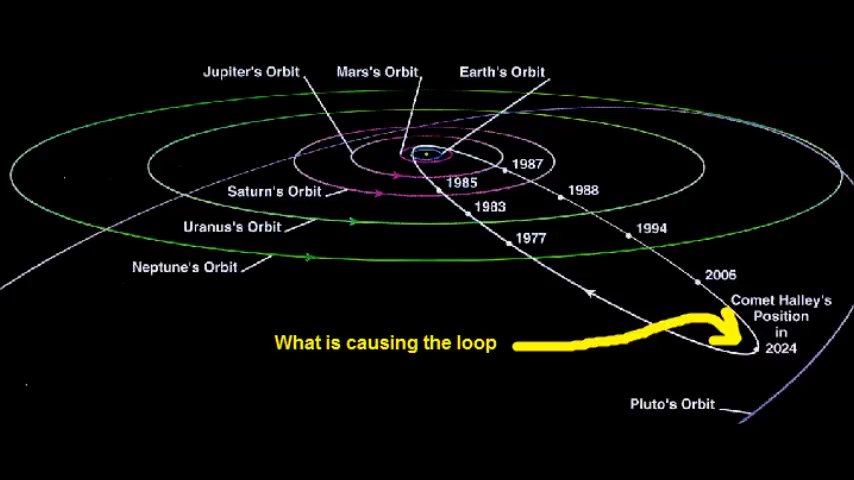 Jupiter's Orbit
Mars's Orbit
Earth's Orbit
1987
1985
1988
Saturn's Orbit
1983
Uranus's Orbit
1994
1977
Neptune's Orbit
2005
Comet Halley's
Position
in
2024
What is causing the loop
Pluto's Orbit